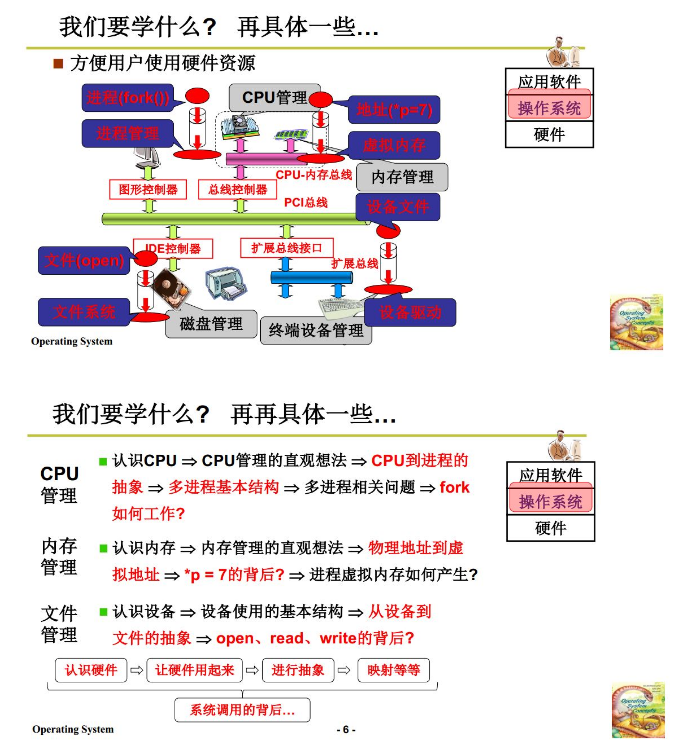 我们要学什么? 再具体一些…
■ 方便用户使用硬件资源
应用软件
操作系统
硬件
进程(fork())
CPU管理
地址(*p=7)
进程管理
虚拟内存
CPU-内存总线
内存管理
图形控制器
总线控制器
PCI总线
设备文件
文件(open)
IDE控制器
扩展总线接口
扩展总线
文件系统
磁盘管理
终端设备管理
设备驱动
Operating System
Operating
System
Concepts
我们要学什么? 再再具体一些…
应用软件
操作系统
硬件
CPU
管理
■ 认识CPU ⇒ CPU管理的直观想法 ⇒ CPU到进程的
抽象 ⇒ 多进程基本结构 ⇒ 多进程相关问题 ⇒ fork
如何工作?
内存
管理
■ 认识内存 ⇒ 内存管理的直观想法 ⇒ 物理地址到虚
拟地址 ⇒ *p = 7的背后? ⇒ 进程虚拟内存如何产生?
文件
管理
■ 认识设备 ⇒ 设备使用的基本结构 ⇒ 从设备到
文件的抽象 ⇒ open、read、write的背后?
认识硬件 ⇨ 让硬件用起来 ⇨ 进行抽象 ⇨ 映射等等
系统调用的背后…
Operating System
- 6 -
Operating
System
Concepts